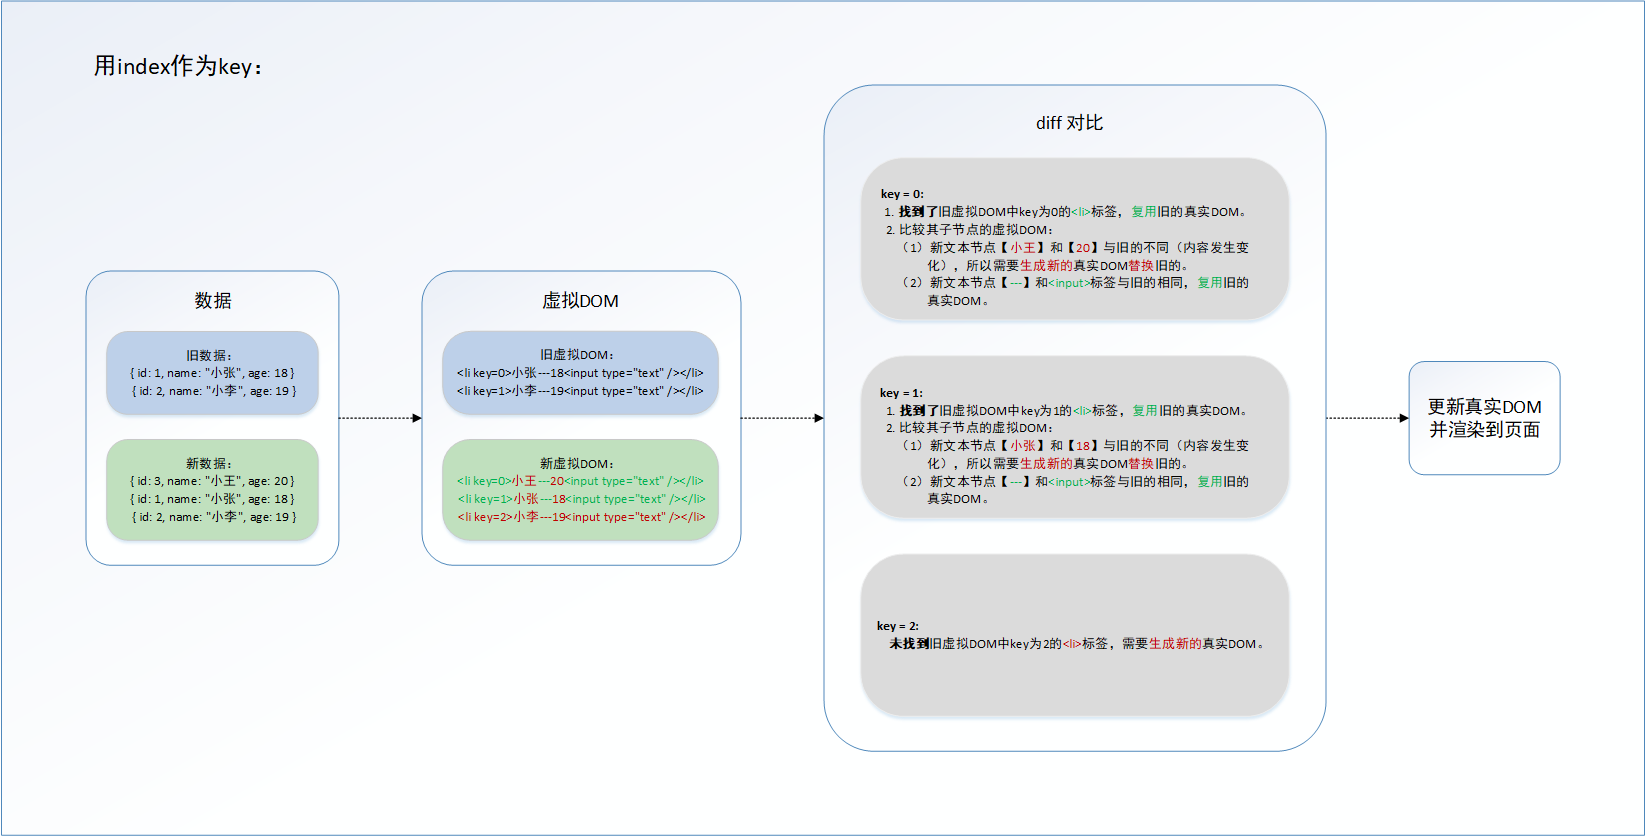 用index作为key：
数据
旧数据：
{ id: 1, name: "小张", age: 18 }
{ id: 2, name: "小李", age: 19 }
新数据：
{ id: 3, name: "小王", age: 20 }
{ id: 1, name: "小张", age: 18 }
{ id: 2, name: "小李", age: 19 }
虚拟DOM
旧虚拟DOM：
<li key=0>小张---18<input type="text" /></li>
<li key=1>小李---19<input type="text" /></li>
新虚拟DOM：
<li key=0>小王---20<input type="text" /></li>
<li key=1>小张---18<input type="text" /></li>
<li key=2>小李---19<input type="text" /></li>
diff 对比
key = 0:
1. 找到了旧虚拟DOM中key为0的<li>标签，复用旧的真实DOM。
2. 比较其子节点的虚拟DOM：
（1）新文本节点【小王】和【20】与旧的不同（内容发生变
化），所以需要生成新的真实DOM替换旧的。
（2）新文本节点【---】和<input>标签与旧的相同，复用旧的
真实DOM。
key = 1:
1. 找到了旧虚拟DOM中key为1的<li>标签，复用旧的真实DOM。
2. 比较其子节点的虚拟DOM：
（1）新文本节点【小张】和【18】与旧的不同（内容发生变
化），所以需要生成新的真实DOM替换旧的。
（2）新文本节点【---】和<input>标签与旧的相同，复用旧的
真实DOM。
key = 2:
未找到旧虚拟DOM中key为2的<li>标签，需要生成新的真实DOM。
更新真实DOM
并渲染到页面